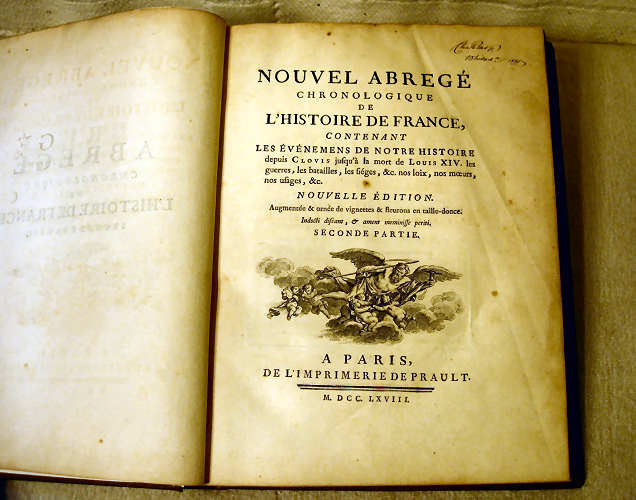 NOUVEL ABREGÉ
CHRONOLOGIQUE
DE
L'HISTOIRE DE FRANCE,
CONTENANT
LES ÉVÉNEMENS DE NOTRE HISTOIRE
depuis CLOVIS jusqu'à la mort de LOUIS XIV. les
guerres, les batailles, les siéges, &c. nos loix, nos mœurs,
nos usages, &c.
NOUVELLE ÉDITION.
Augmentée & ornée de vignettes & fleurons en taille-douce.
Indocti discant, & ament meminisse periti.
SECONDE PARTIE.
A PARIS,
DE L'IMPRIMERIE DE PRAULT.
M. DCC. LXVIII.